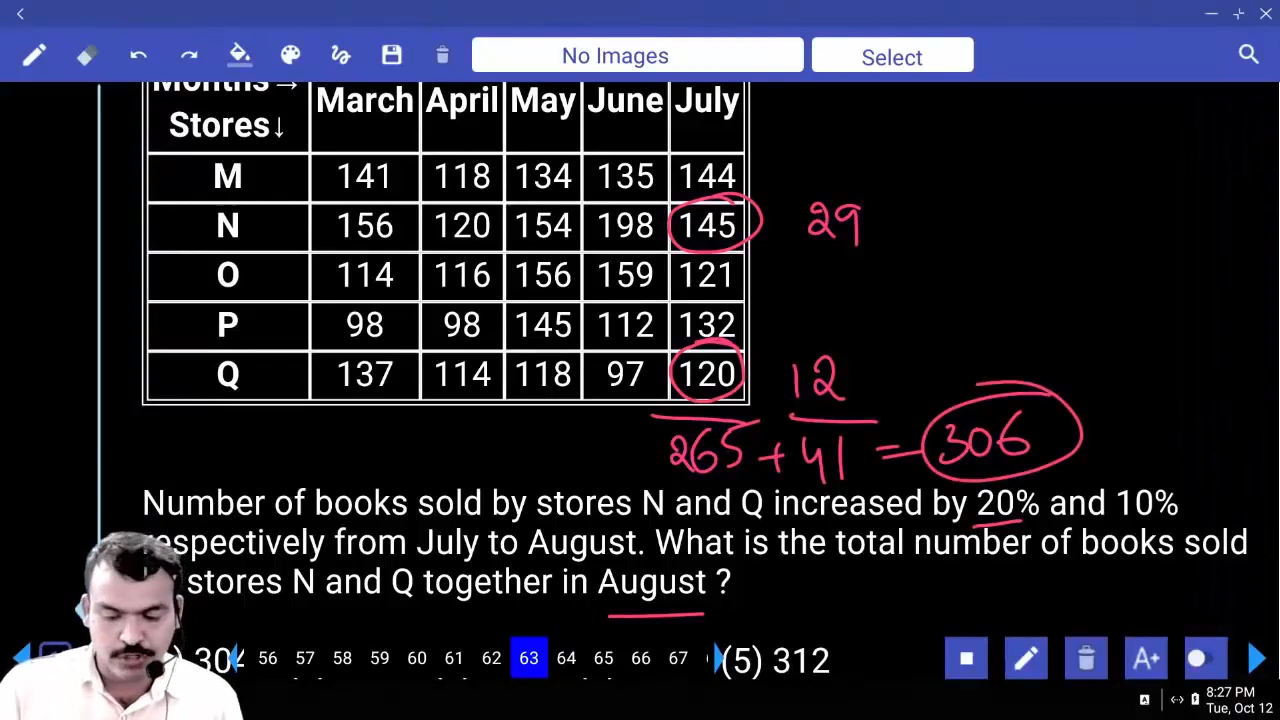 No Images
Select
Months→
Stores↓ March April May June July
M 141 118 134 135 144
N 156 120 154 198 145 29
O 114 116 156 159 121
P 98 98 145 112 132
Q 137 114 118 97 120 12
265 + 41 = 306
Number of books sold by stores N and Q increased by 20% and 10%
respectively from July to August. What is the total number of books sold
stores N and Q together in August ?
56 57 58 59 60 61 62 63 64 65 66 67 (5) 312
A+
A
8:27 PM
Tue, Oct 12